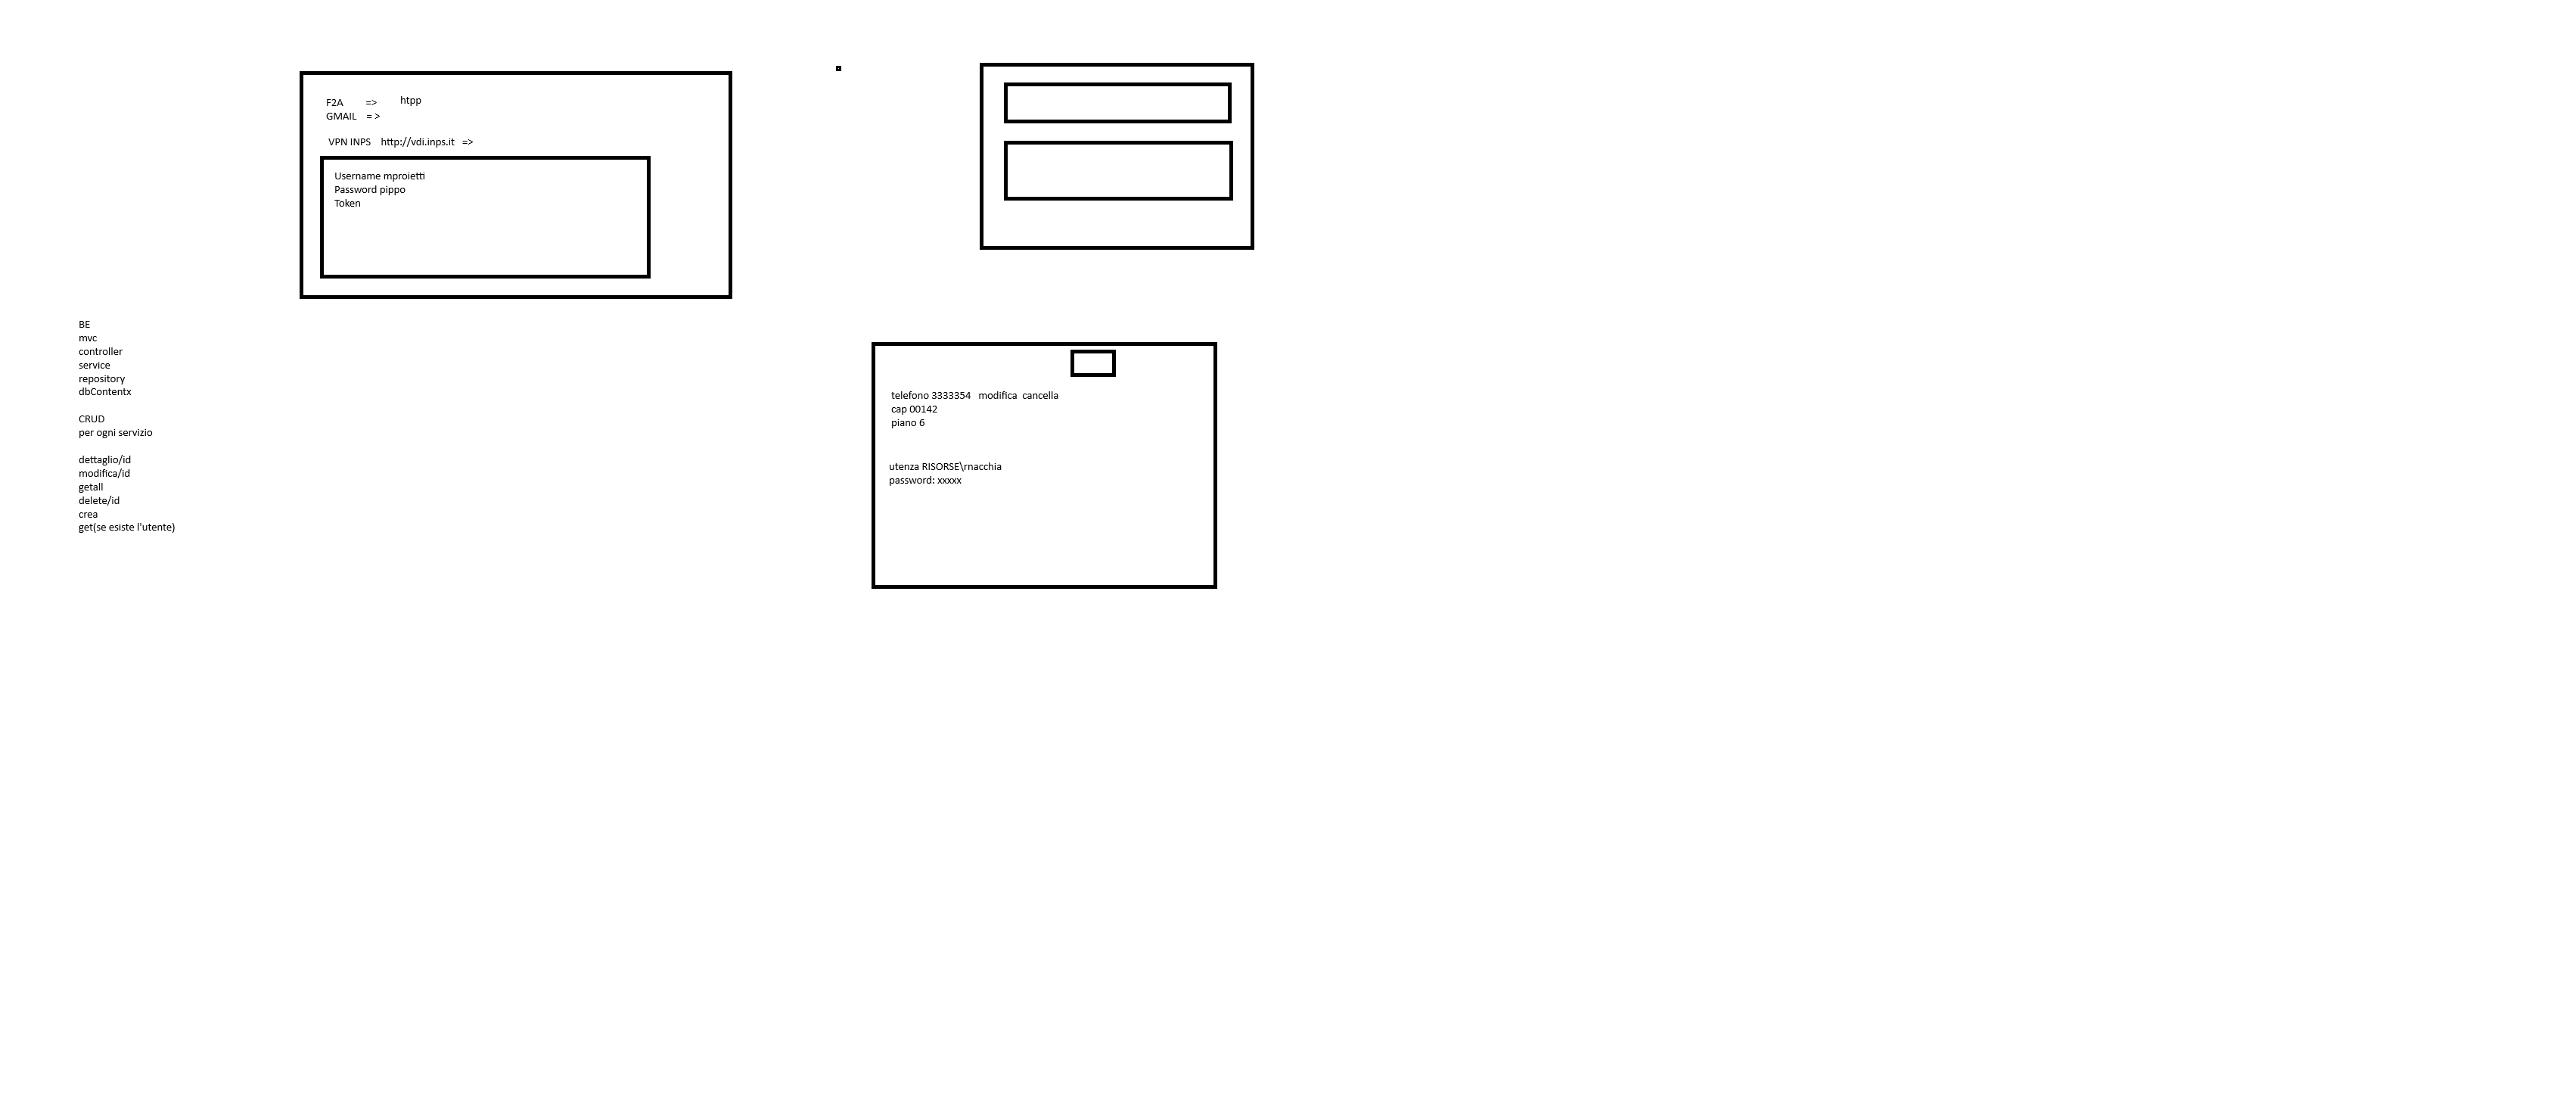 F2A => htpp
GMAIL = >
VPN INPS http://vdi.inps.it =>
Username mproietti
Password pippo
Token
BE
mvc
controller
service
repository
dbContentx
CRUD
per ogni servizio
dettaglio/id
modifica/id
getall
delete/id
crea
get(se esiste l'utente)
telefono 3333354 modifica cancella
cap 00142
piano 6
utenza RISORSE\rnacchia
password: xxxxx